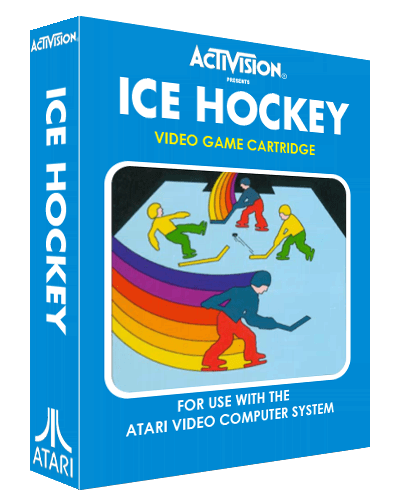 ACTIVISION
ICE HOCKEY
ATARI
ACTIVISION®
PRESENTS
ICE HOCKEY
VIDEO GAME CARTRIDGE
FOR USE WITH THE
ATARI VIDEO COMPUTER SYSTEM